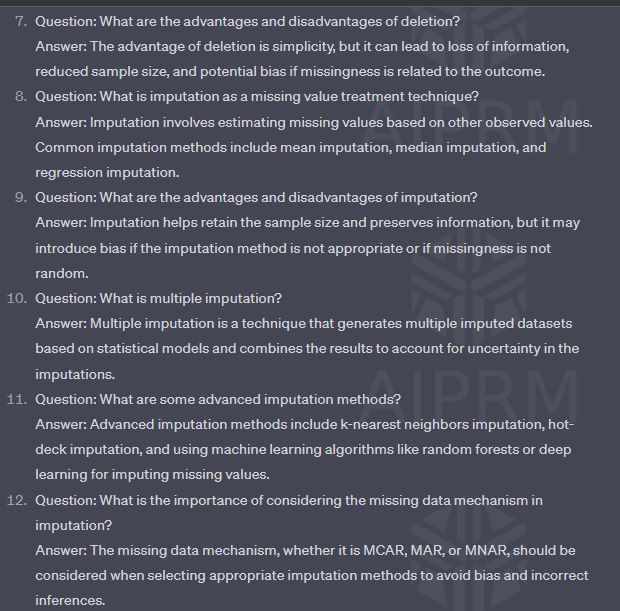 7. Question: What are the advantages and disadvantages of deletion?
Answer: The advantage of deletion is simplicity, but it can lead to loss of information,
reduced sample size, and potential bias if missingness is related to the outcome.
8. Question: What is imputation as a missing value treatment technique?
Answer: Imputation involves estimating missing values based on other observed values.
Common imputation methods include mean imputation, median imputation, and
regression imputation.
9. Question: What are the advantages and disadvantages of imputation?
Answer: Imputation helps retain the sample size and preserves information, but it may
introduce bias if the imputation method is not appropriate or if missingness is not
random.
10. Question: What is multiple imputation?
Answer: Multiple imputation is a technique that generates multiple imputed datasets
based on statistical models and combines the results to account for uncertainty in the
imputations.
11. Question: What are some advanced imputation methods?
Answer: Advanced imputation methods include k-nearest neighbors imputation, hot-
deck imputation, and using machine learning algorithms like random forests or deep
learning for imputing missing values.
12. Question: What is the importance of considering the missing data mechanism in
imputation?
Answer: The missing data mechanism, whether it is MCAR, MAR, or MNAR, should be
considered when selecting appropriate imputation methods to avoid bias and incorrect
inferences.
AIPRM
AIPRM